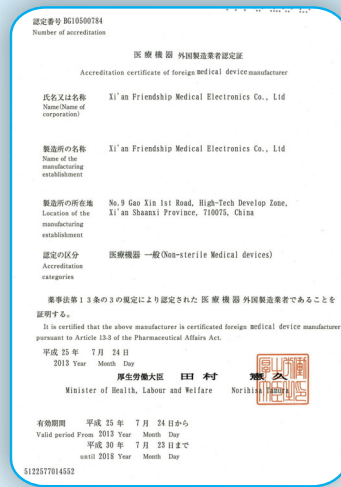 認定番号 BG10500784
Number of accreditation
医 療 機 器 外国製造業者認定証
Accreditation certificate of foreign medical device manufacturer
氏名又は名称 Xi'an Friendship Medical Electronics Co., Ltd
Name(Name of
corporation)
製造所の名称 Xi'an Friendship Medical Electronics Co., Ltd
Name of the
manufacturing
establishment
製造所の所在地 No.9 Gao Xin 1st Road, High-Tech Develop Zone,
Location of the Xi'an Shaanxi Province, 710075, China
manufacturing
establishment
認定の区分 医療機器 一般(Non-sterile Medical devices)
Accreditation
categories
薬事法第13条の3の規定により認定された 医 療 機 器 外国製造業者であることを
証明する。
It is certified that the above manufacturer is certificated foreign medical device manufacturer
pursuant to Article 13-3 of the Pharmaceutical Affairs Act.
平成 25 年 7 月 24 日
2013 Year Month Day
厚生労働大臣 田 村 憲 久
Minister of Health, Labour and Welfare Norihisa Tamura
有効期間 平成 25 年 7 月 24 日から
Valid period From 2013 Year Month Day
平成 30 年 7 月 23 日まで
until 2018 Year Month Day
5122577014552